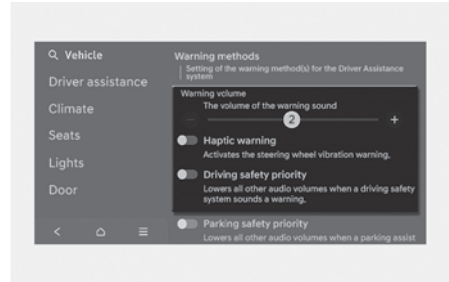 Vehicle
Warning methods
Setting of the warning method(s) for the Driver Assistance
system
Driver assistance
Warning volume
The volume of the warning sound
Climate
2
Seats
Haptic warning
Activates the steering wheel vibration warning.
Lights
Driving safety priority
Lowers all other audio volumes when a driving safety
system sounds a warning.
Door
Parking safety priority
Lowers all other audio volumes when a parking assist